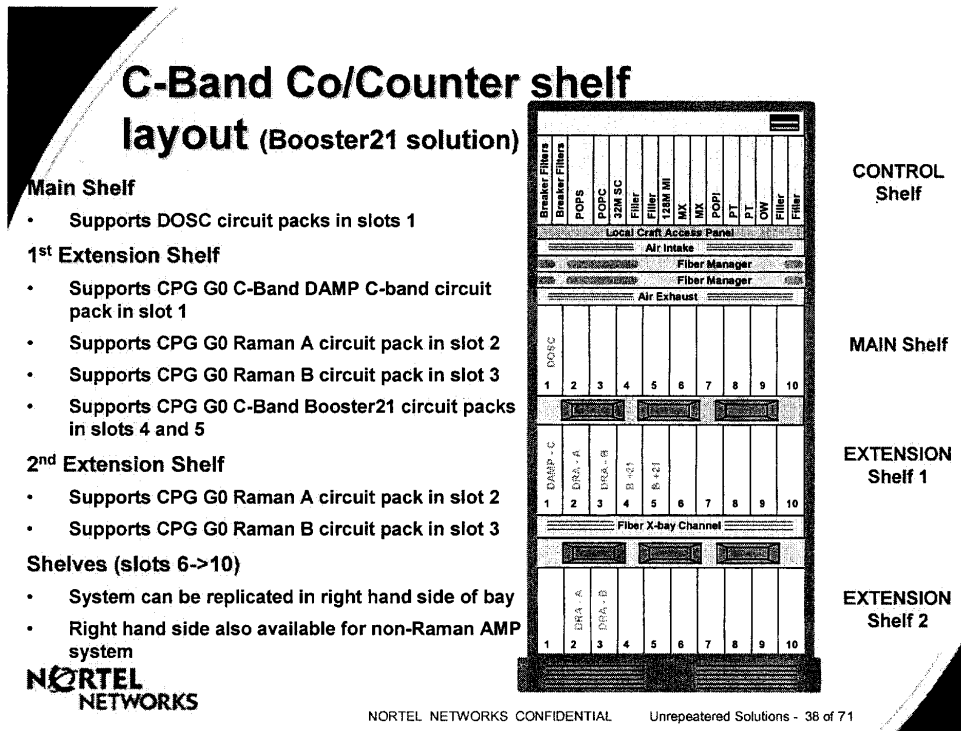 C-Band Co/Counter shelf
layout (Booster21 solution)
Main Shelf
• Supports DOSC circuit packs in slots 1
1st Extension Shelf
• Supports CPG G0 C-Band DAMP C-band circuit
pack in slot 1
• Supports CPG G0 Raman A circuit pack in slot 2
• Supports CPG G0 Raman B circuit pack in slot 3
• Supports CPG G0 C-Band Booster21 circuit packs
in slots 4 and 5
2nd Extension Shelf
• Supports CPG G0 Raman A circuit pack in slot 2
• Supports CPG G0 Raman B circuit pack in slot 3
Shelves (slots 6->10)
• System can be replicated in right hand side of bay
• Right hand side also available for non-Raman AMP
system
Breaker Filters
Breaker Filters
POPS
POPC
32M SC
Filler
Filler
128M MI
MX
MX
POPI
PT
PT
OW
Filler
Filler
Local Craft Access Panel
Air Intake
Fiber Manager
Fiber Manager
Air Exhaust
DOSC
1 2 3 4 5 6 7 8 9 10
DAMP - C
DRA - A
DRA - B
B +21
B +21
1 2 3 4 5 6 7 8 9 10
Fiber X-bay Channel
DRA - A
DRA - B
1 2 3 4 5 6 7 8 9 10
CONTROL
Shelf
MAIN Shelf
EXTENSION
Shelf 1
EXTENSION
Shelf 2
NORTEL
NETWORKS
NORTEL NETWORKS CONFIDENTIAL
Unrepeatered Solutions - 38 of 71